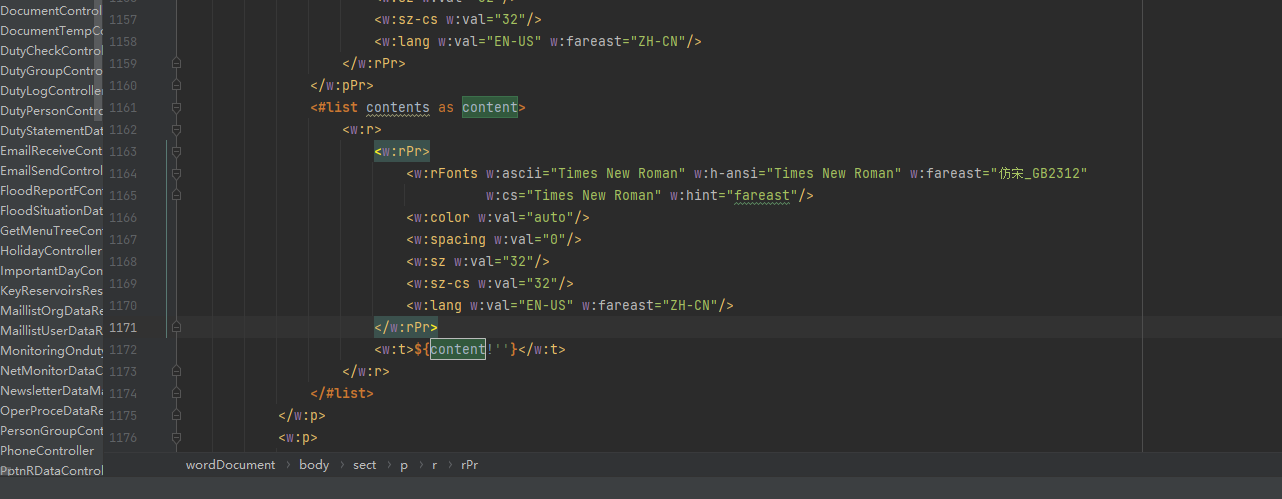 DocumentControl
DocumentTempCo
DutyCheckControl
DutyGroupContro
DutyLogController
DutyPersonContro
DutyStatementDat
EmailReceiveCont
EmailSendControl
FloodReportFCom
FloodSituationDat
GetMenuTreeCon
HolidayController
ImportantDayCon
KeyReservoirsRes
MaillistOrgDataRe
MaillistUserDataR
MonitoringOnduty
NetMonitorDataC
NewsletterDataMa
OperProceDataRe
PersonGroupCont
PhoneController
PptnRDataControl
1157 <w:sz-cs w:val="32"/>
1158 <w:lang w:val="EN-US" w:fareast="ZH-CN"/>
1159 </w:rPr>
1160 </w:pPr>
1161 <#list contents as content>
1162 <w:r>
1163 <w:rPr>
1164 <w:rFonts w:ascii="Times New Roman" w:h-ansi="Times New Roman" w:fareast="仿宋_GB2312"
1165 w:cs="Times New Roman" w:hint="fareast"/>
1166 <w:color w:val="auto"/>
1167 <w:spacing w:val="0"/>
1168 <w:sz w:val="32"/>
1169 <w:sz-cs w:val="32"/>
1170 <w:lang w:val="EN-US" w:fareast="ZH-CN"/>
1171 </w:rPr>
1172 <w:t>${content!''}</w:t>
1173 </w:r>
1174 </#list>
1175 </w:p>
1176 <w:p>
wordDocument › body › sect › p › r › rPr